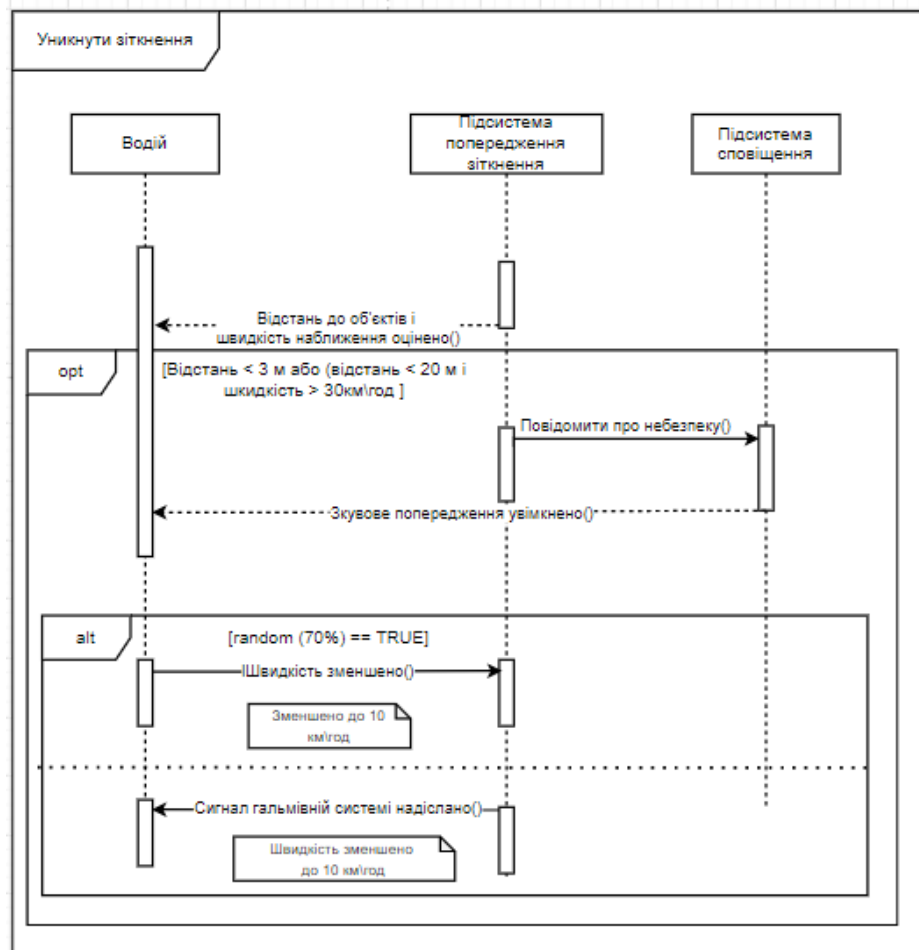 Уникнути зіткнення
Водій
Підсистема
попередження
зіткнення
Підсистема
сповіщення
Відстань до об'єктів і
швидкість наближення оцінено()
opt
[Відстань < 3 м або (відстань < 20 м і
шкидкість > 30км\год ]
Повідомити про небезпеку()
Зкувове попередження увімкнено()
alt
[random (70%) == TRUE]
ІШвидкість зменшено()
Зменшено до 10
км\год
Сигнал гальмівній системі надіслано()
Швидкість зменшено
до 10 км\год